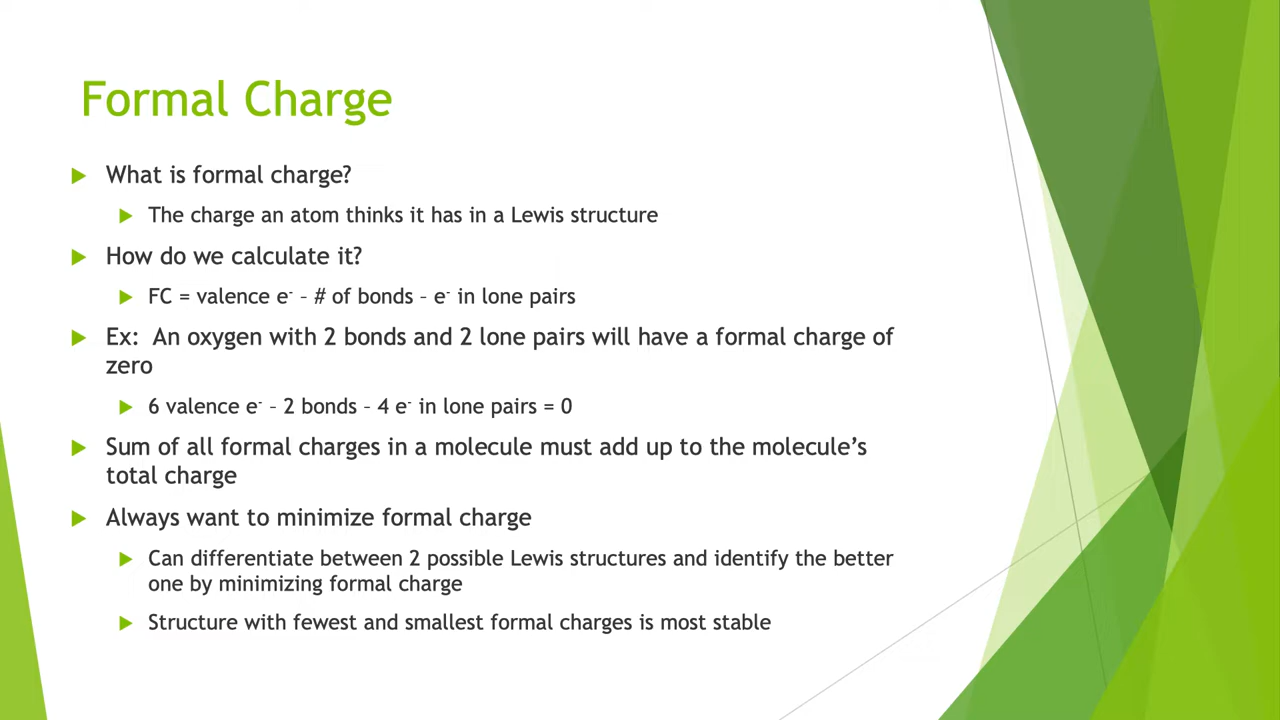 Formal Charge
What is formal charge?
The charge an atom thinks it has in a Lewis structure
How do we calculate it?
FC = valence e⁻ – # of bonds – e⁻ in lone pairs
Ex:  An oxygen with 2 bonds and 2 lone pairs will have a formal charge of
zero
6 valence e⁻ – 2 bonds – 4 e⁻ in lone pairs = 0
Sum of all formal charges in a molecule must add up to the molecule’s
total charge
Always want to minimize formal charge
Can differentiate between 2 possible Lewis structures and identify the better
one by minimizing formal charge
Structure with fewest and smallest formal charges is most stable